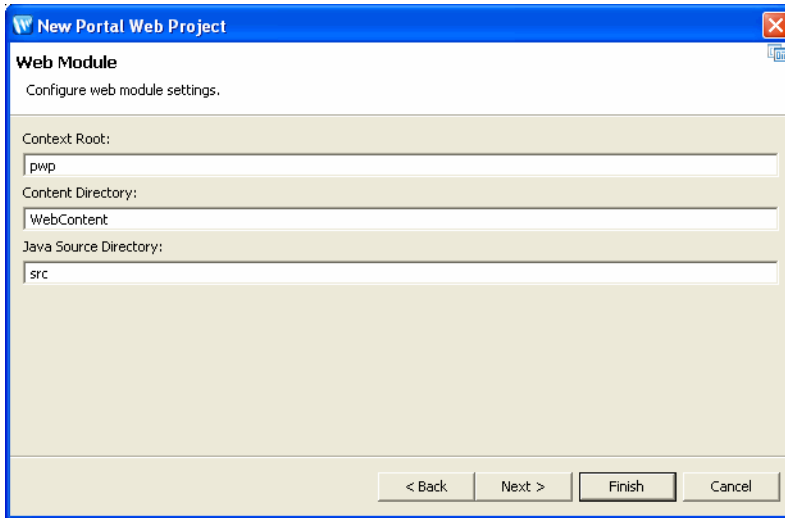 New Portal Web Project
Web Module
Configure web module settings.
Context Root:
pwp
Content Directory:
WebContent
Java Source Directory:
src
< Back Next > Finish Cancel